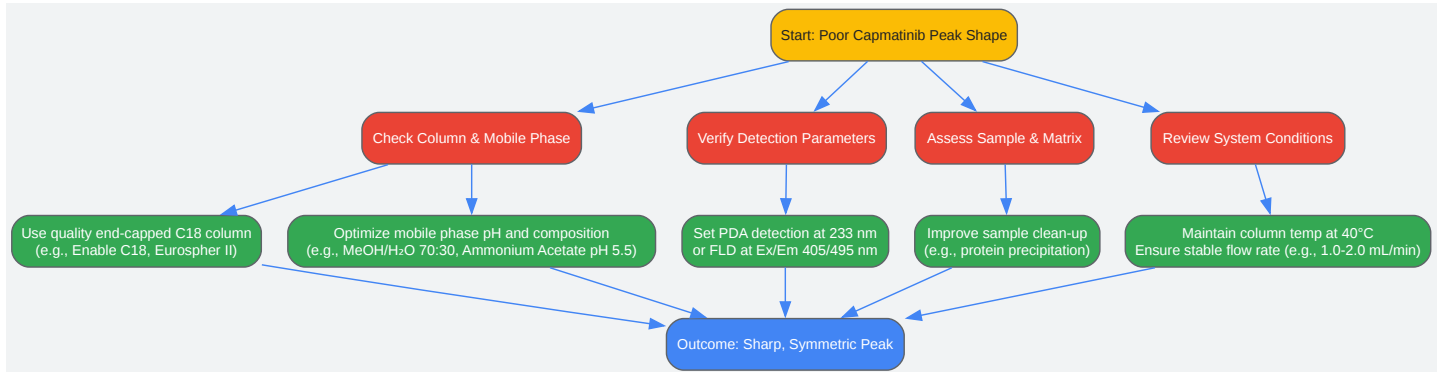 Start: Poor Capmatinib Peak Shape
Check Column & Mobile Phase
Verify Detection Parameters
Assess Sample & Matrix
Review System Conditions
Use quality end-capped C18 column
(e.g., Enable C18, Eurospher II)
Optimize mobile phase pH and composition
(e.g., MeOH/H₂O 70:30, Ammonium Acetate pH 5.5)
Set PDA detection at 233 nm
or FLD at Ex/Em 405/495 nm
Improve sample clean-up
(e.g., protein precipitation)
Maintain column temp at 40°C
Ensure stable flow rate (e.g., 1.0-2.0 mL/min)
Outcome: Sharp, Symmetric Peak